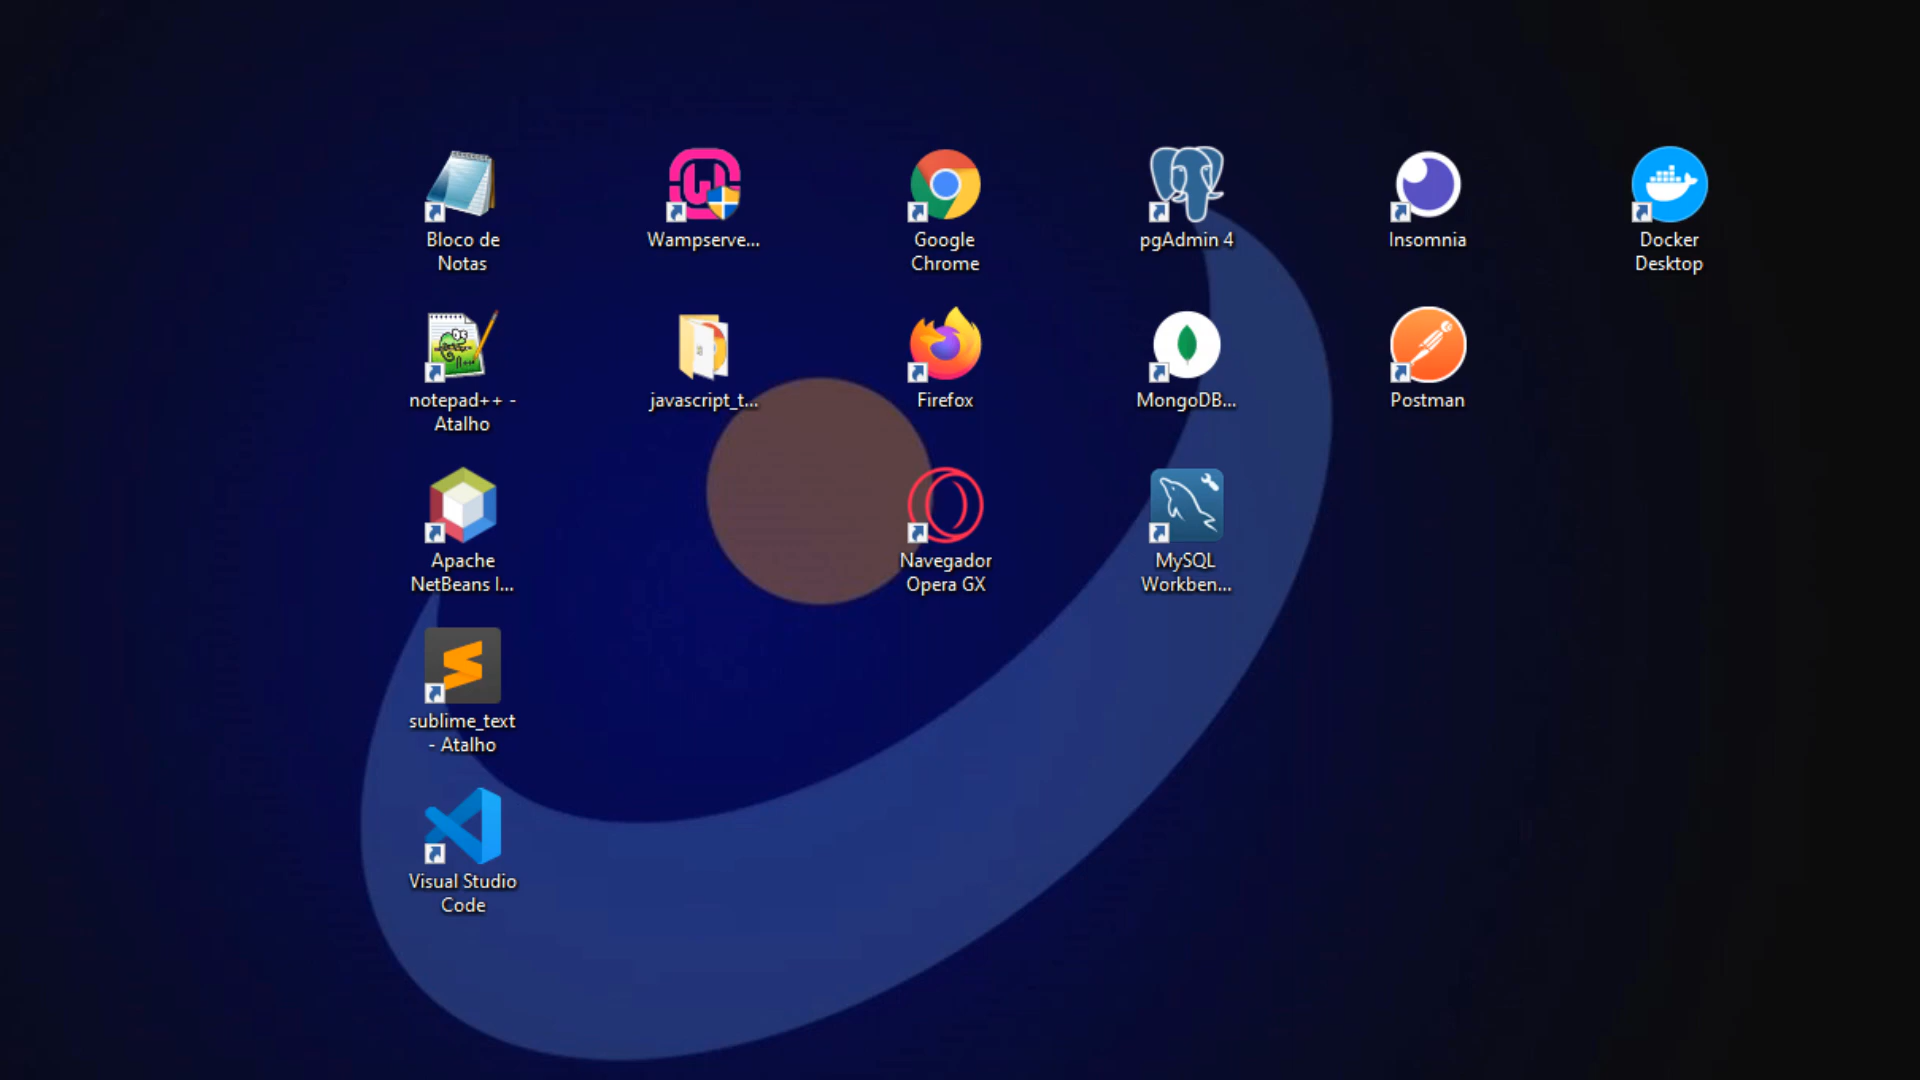 Bloco de
Notas
Wampserve...
Google
Chrome
pgAdmin 4
Insomnia
Docker
Desktop
notepad++ -
Atalho
javascript_t...
Firefox
MongoDB...
Postman
Apache
NetBeans I...
Navegador
Opera GX
MySQL
Workben...
sublime_text
- Atalho
Visual Studio
Code